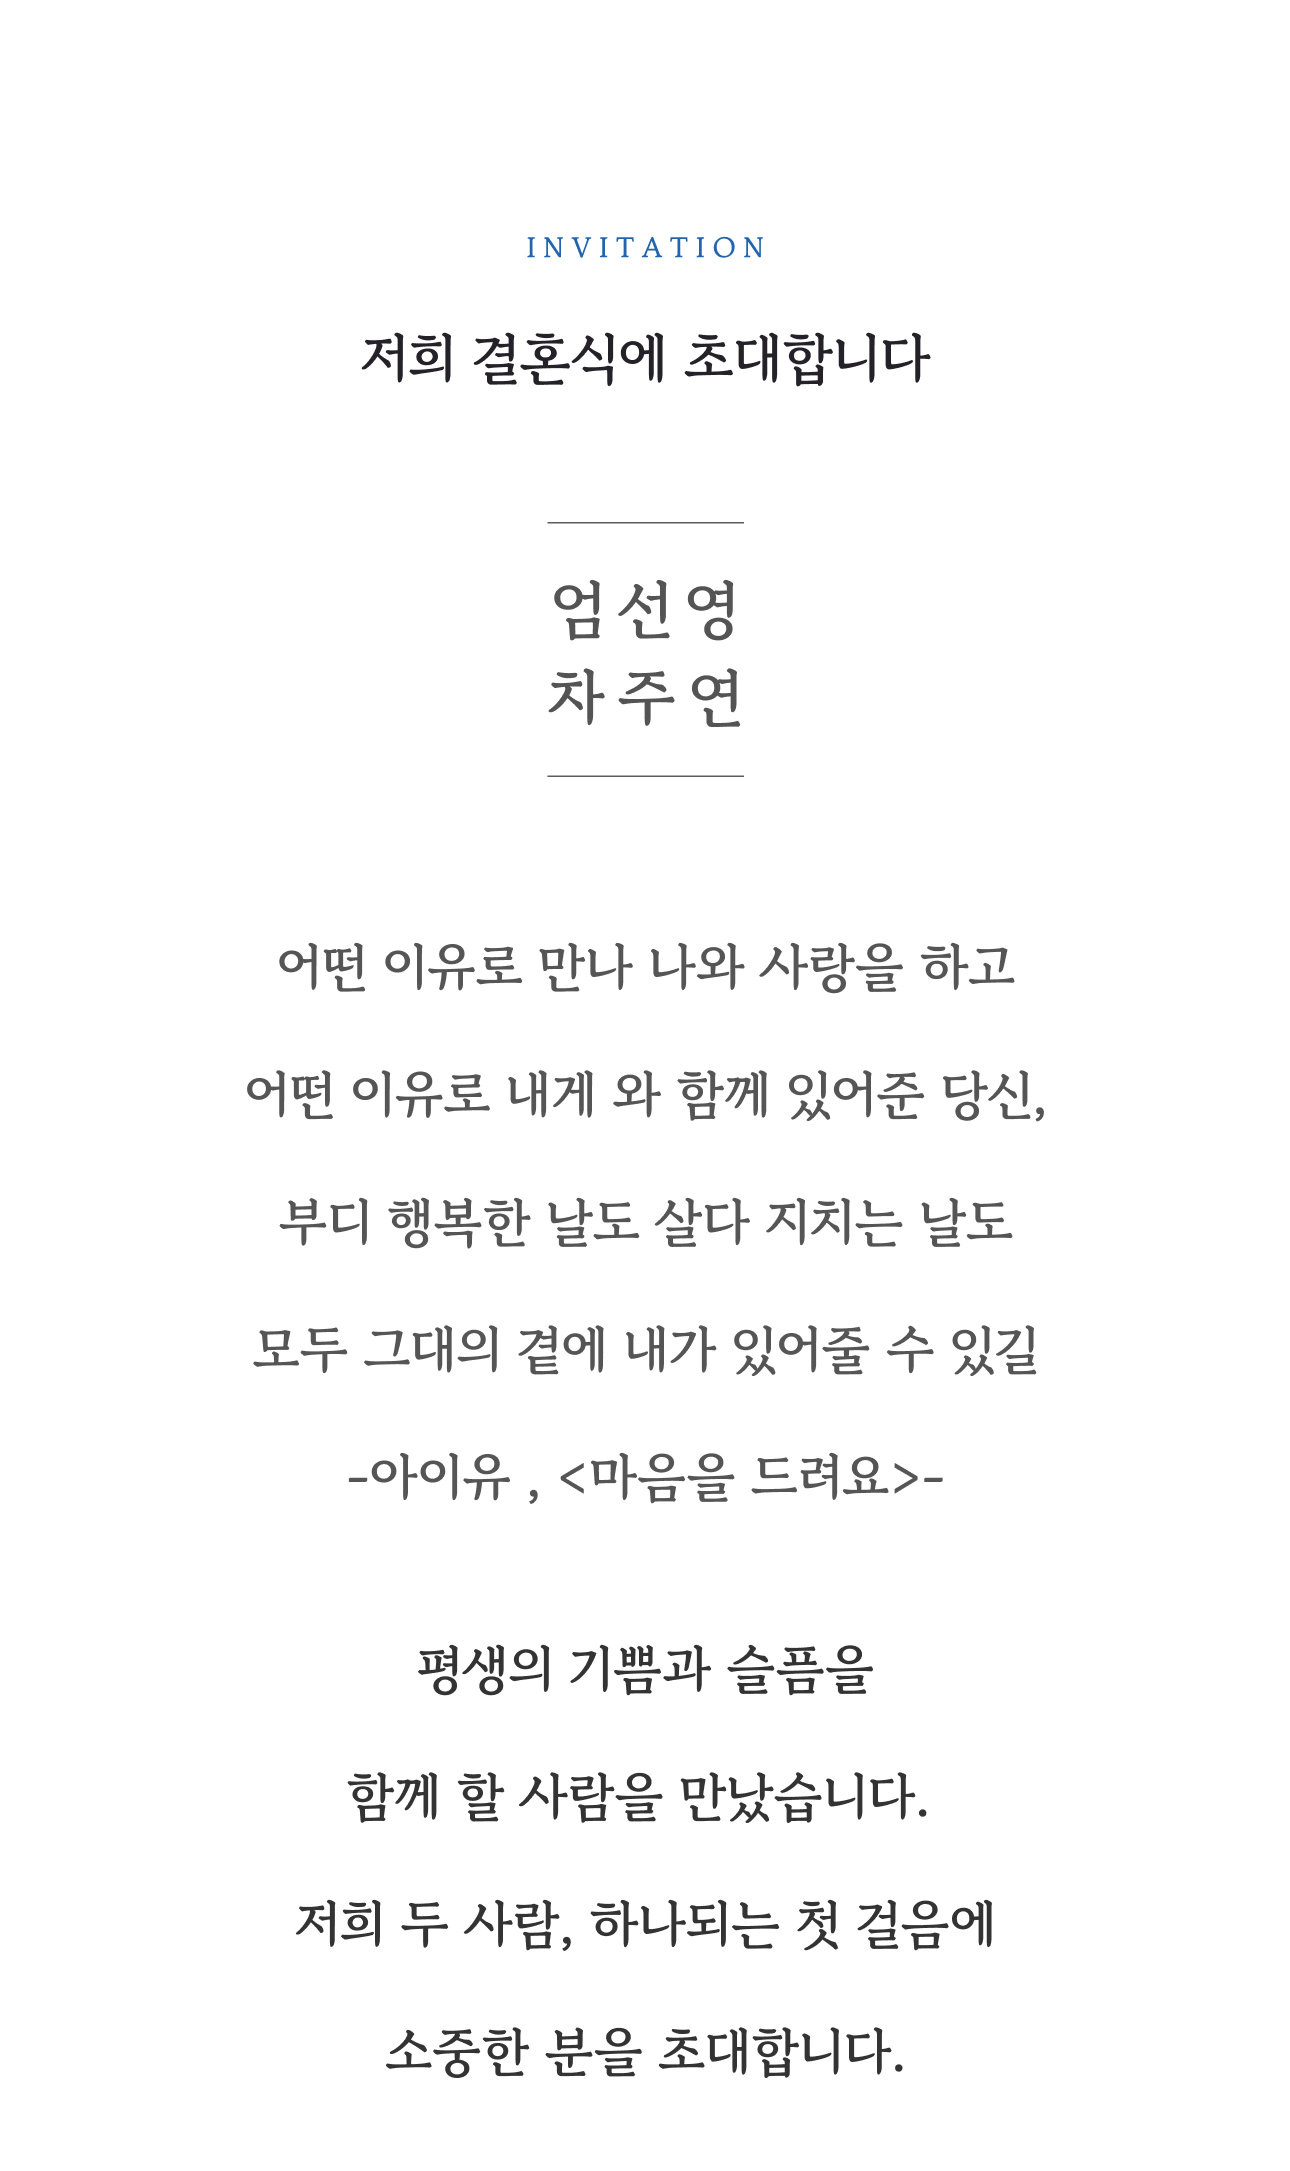 INVITATION
저희 결혼식에 초대합니다
엄선영
차주연
어떤 이유로 만나 나와 사랑을 하고
어떤 이유로 내게 와 함께 있어준 당신,
부디 행복한 날도 살다 지치는 날도
모두 그대의 곁에 내가 있어줄 수 있길
-아이유 , <마음을 드려요>-
평생의 기쁨과 슬픔을
함께 할 사람을 만났습니다.
저희 두 사람, 하나되는 첫 걸음에
소중한 분을 초대합니다.